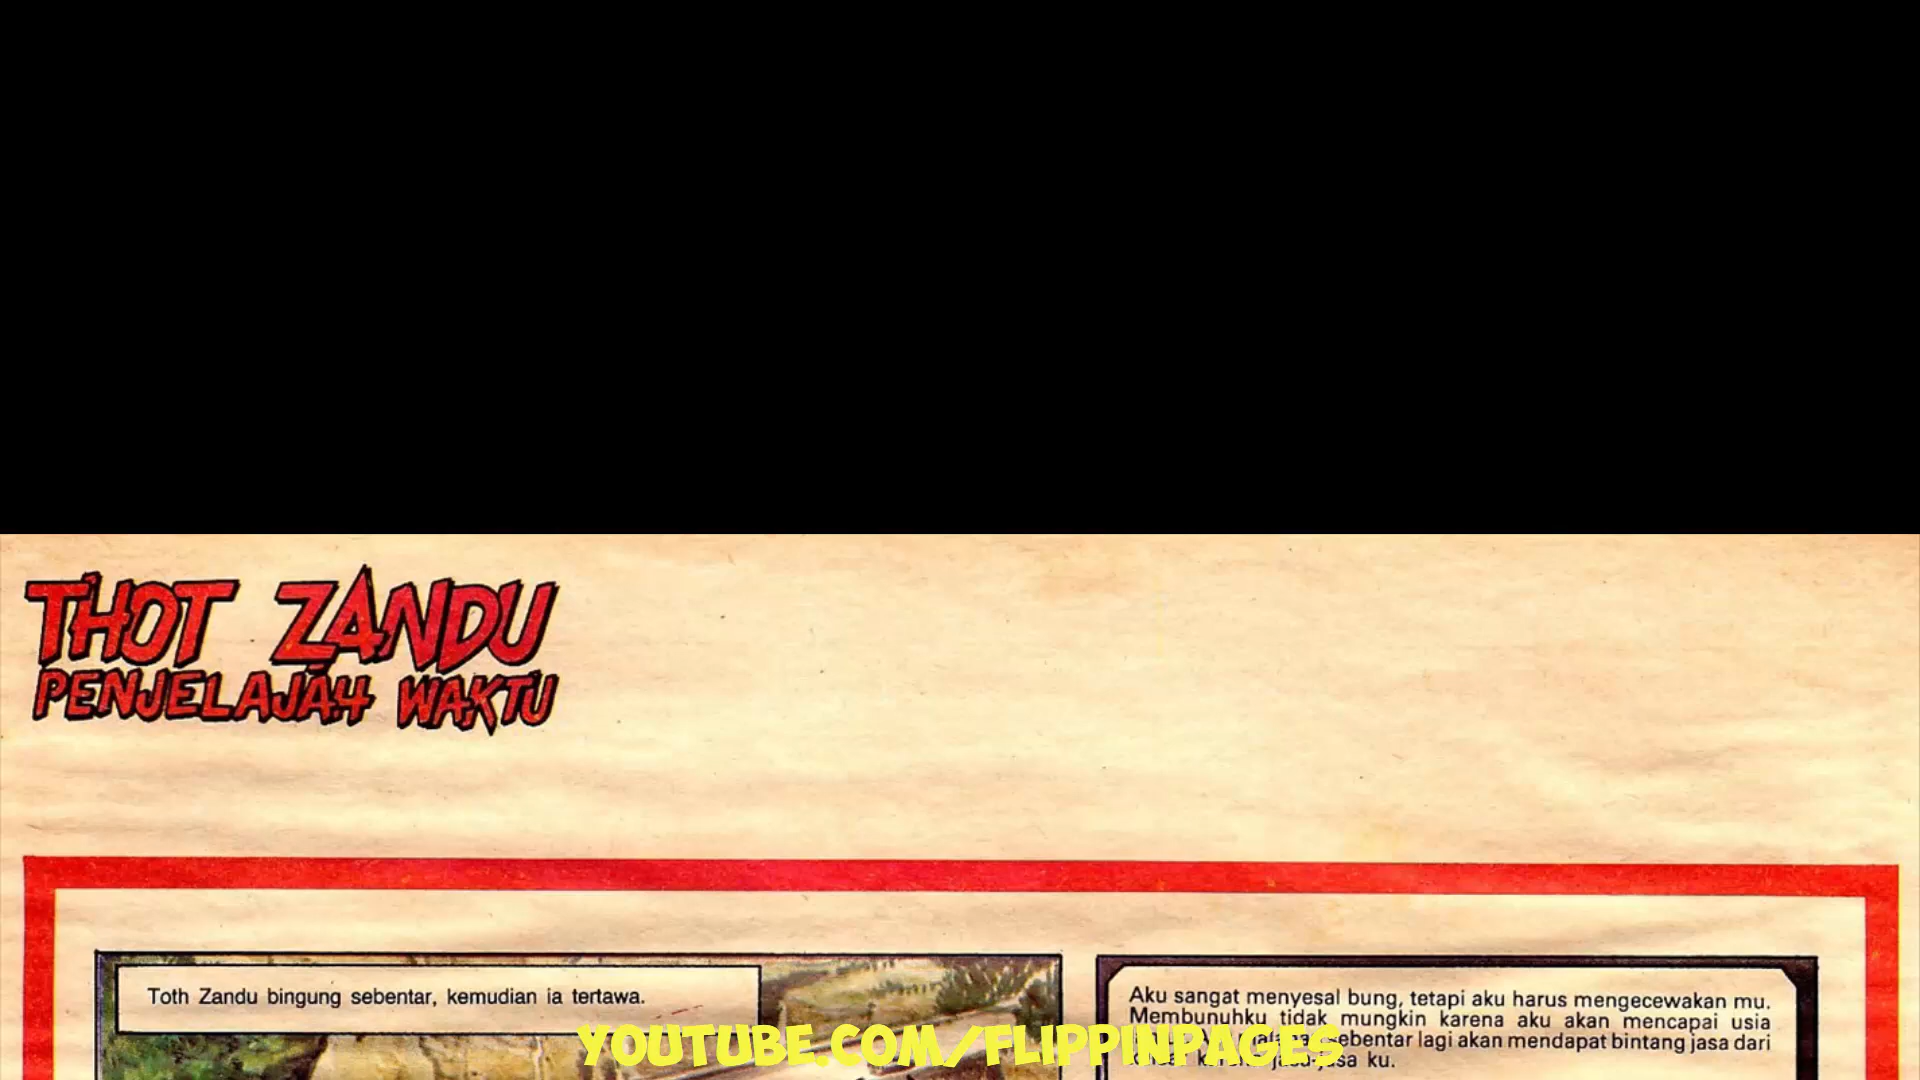 THOT ZANDU
PENJELAJAH WAKTU
Toth Zandu bingung sebentar, kemudian ia tertawa.
Aku sangat menyesal bung, tetapi aku harus mengecewakan mu.
Membunuhku tidak mungkin karena aku akan mencapai usia
sebentar lagi akan mendapat bintang jasa dari
jasa-jasa ku.
YOUTUBE.COM/FLIPPINPAGES